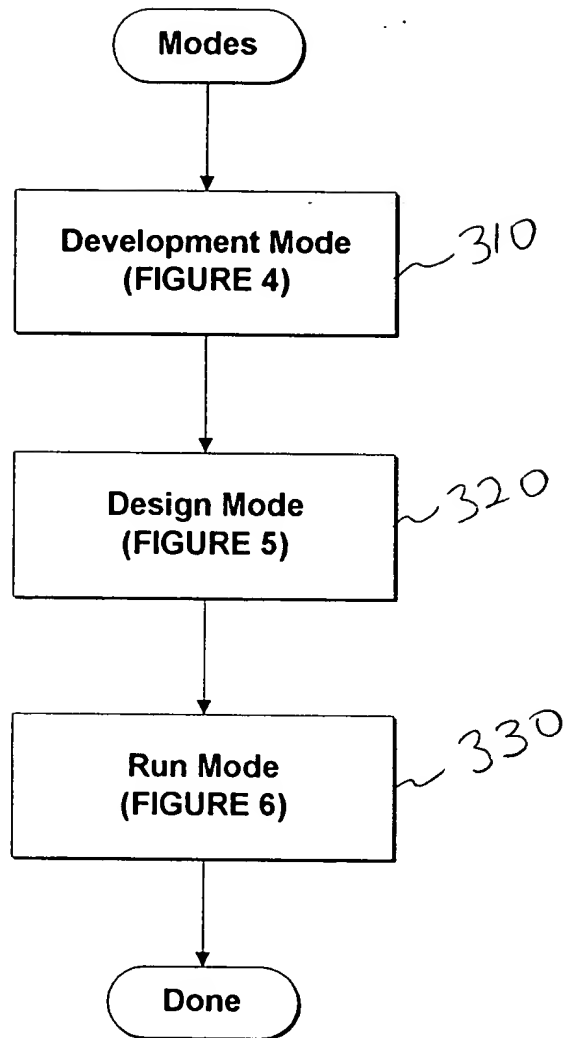 Modes
Development Mode
(FIGURE 4)
310
Design Mode
(FIGURE 5)
320
Run Mode
(FIGURE 6)
330
Done